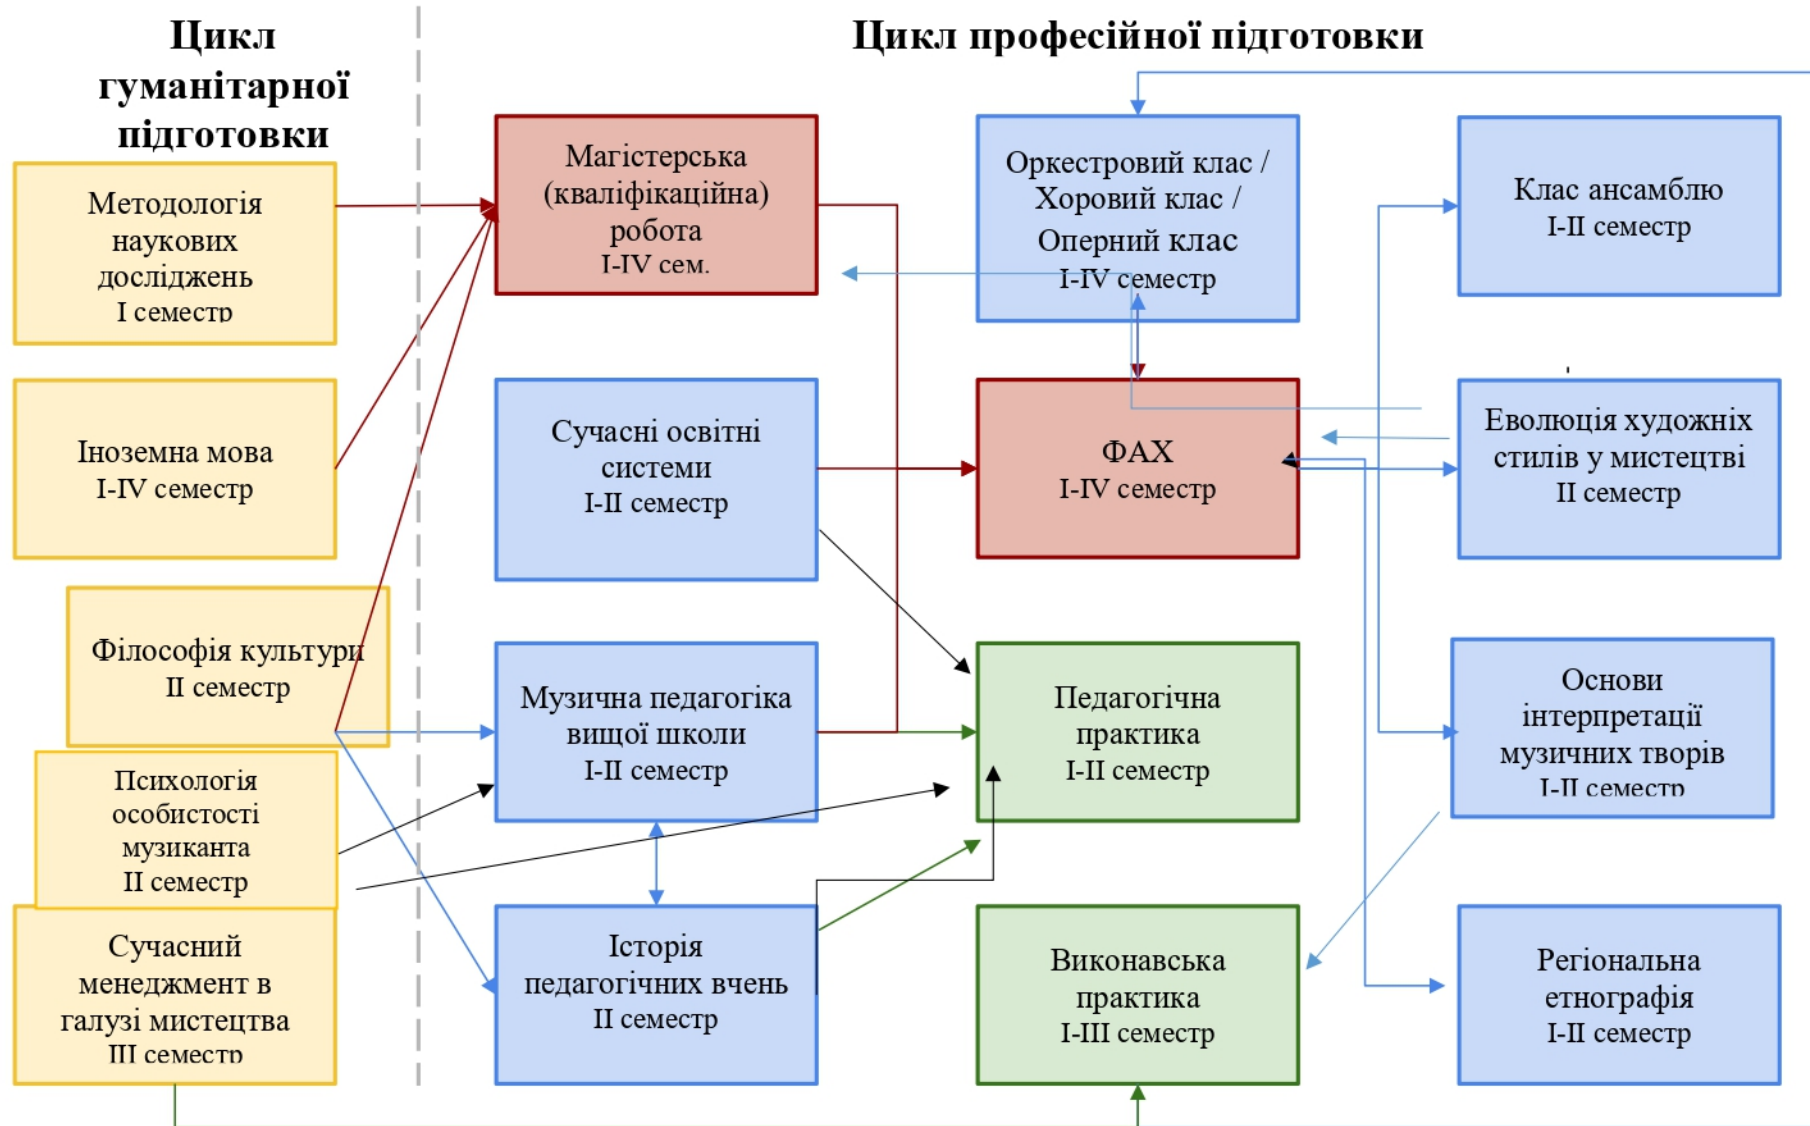 Цикл
гуманітарної
підготовки
Цикл професійної підготовки
Методологія
наукових
досліджень
I семестр
Іноземна мова
I-IV семестр
Філософія культури
II семестр
Психологія
особистості
музиканта
II семестр
Сучасний
менеджмент в
галузі мистецтва
III семестр
Магістерська
(кваліфікаційна)
робота
I-IV сем.
Сучасні освітні
системи
I-II семестр
Музична педагогіка
вищої школи
I-II семестр
Історія
педагогічних вчень
II семестр
Оркестровий клас /
Хоровий клас /
Оперний клас
I-IV семестр
ФАХ
I-IV семестр
Педагогічна
практика
I-II семестр
Виконавська
практика
I-III семестр
Клас ансамблю
I-II семестр
Еволюція художніх
стилів у мистецтві
II семестр
Основи
інтерпретації
музичних творів
I-II семестр
Регіональна
етнографія
I-II семестр